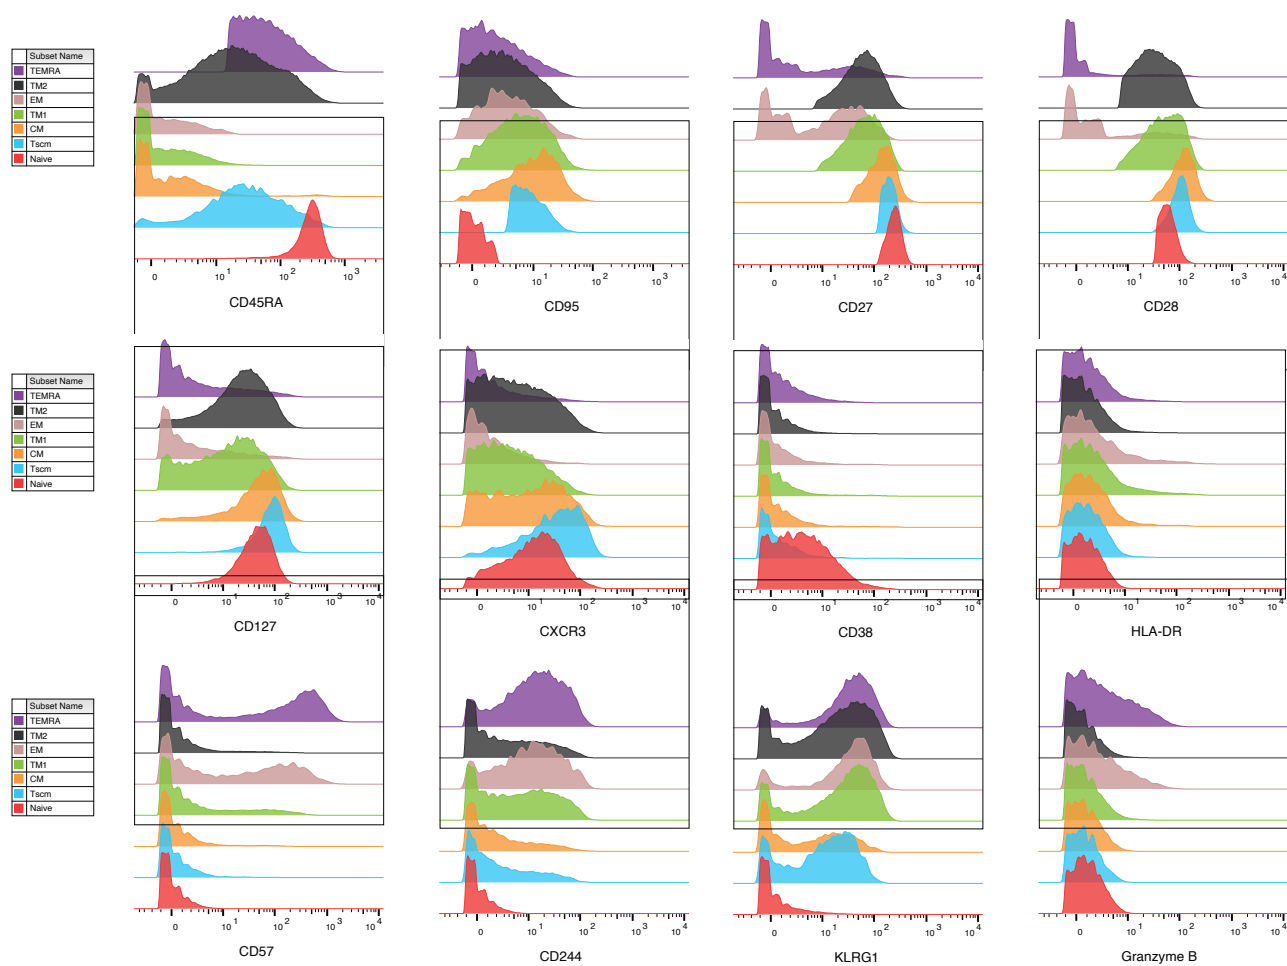 Subset Name
TEMRA
TM2
EM
TM1
CM
Tscm
Naive
0 10^1 10^2 10^3
CD45RA
0 10^1 10^2 10^3
CD95
0 10^1 10^2 10^3 10^4
CD27
0 10^1 10^2 10^3 10^4
CD28
Subset Name
TEMRA
TM2
EM
TM1
CM
Tscm
Naive
0 10^1 10^2 10^3 10^4
CD127
0 10^1 10^2 10^3 10^4
CXCR3
0 10^1 10^2 10^3 10^4
CD38
0 10^1 10^2 10^3 10^4
HLA-DR
Subset Name
TEMRA
TM2
EM
TM1
CM
Tscm
Naive
0 10^1 10^2 10^3 10^4
CD57
0 10^1 10^2 10^3 10^4
CD244
0 10^1 10^2 10^3 10^4
KLRG1
0 10^1 10^2 10^3 10^4
Granzyme B